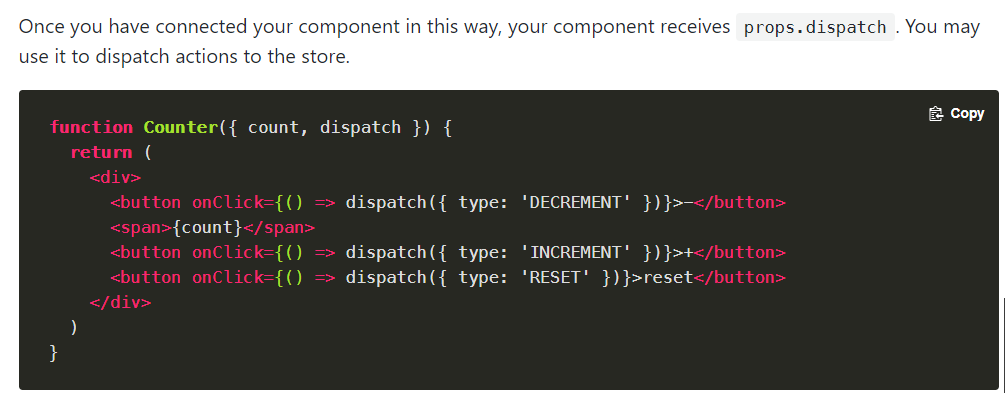 Once you have connected your component in this way, your component receives props.dispatch. You may
use it to dispatch actions to the store.
Copy
function Counter({ count, dispatch }) {
  return (
    <div>
      <button onClick={() => dispatch({ type: 'DECREMENT' })}>-</button>
      <span>{count}</span>
      <button onClick={() => dispatch({ type: 'INCREMENT' })}>+</button>
      <button onClick={() => dispatch({ type: 'RESET' })}>reset</button>
    </div>
  )
}